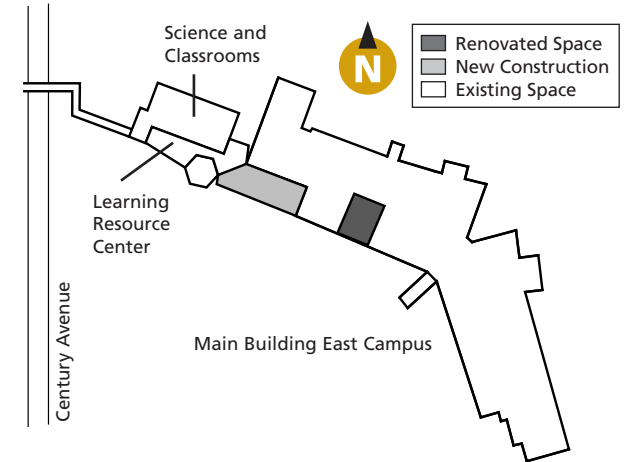 Science and
Classrooms
N
Renovated Space
New Construction
Existing Space
Learning
Resource
Center
Century Avenue
Main Building East Campus